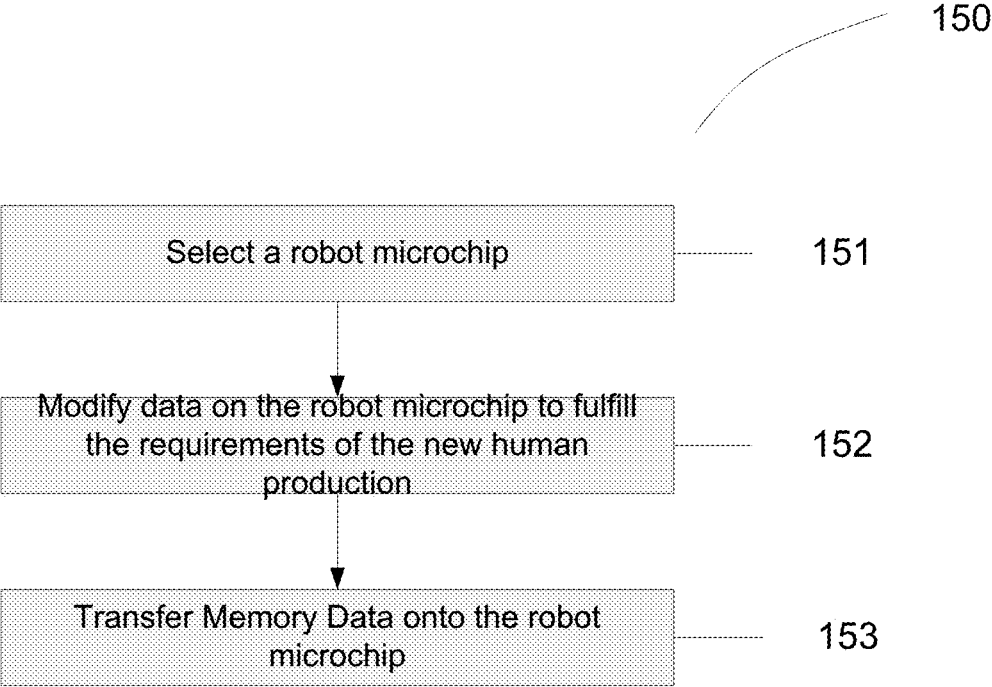 150
Select a robot microchip
151
Modify data on the robot microchip to fulfill
the requirements of the new human
production
152
Transfer Memory Data onto the robot
microchip
153